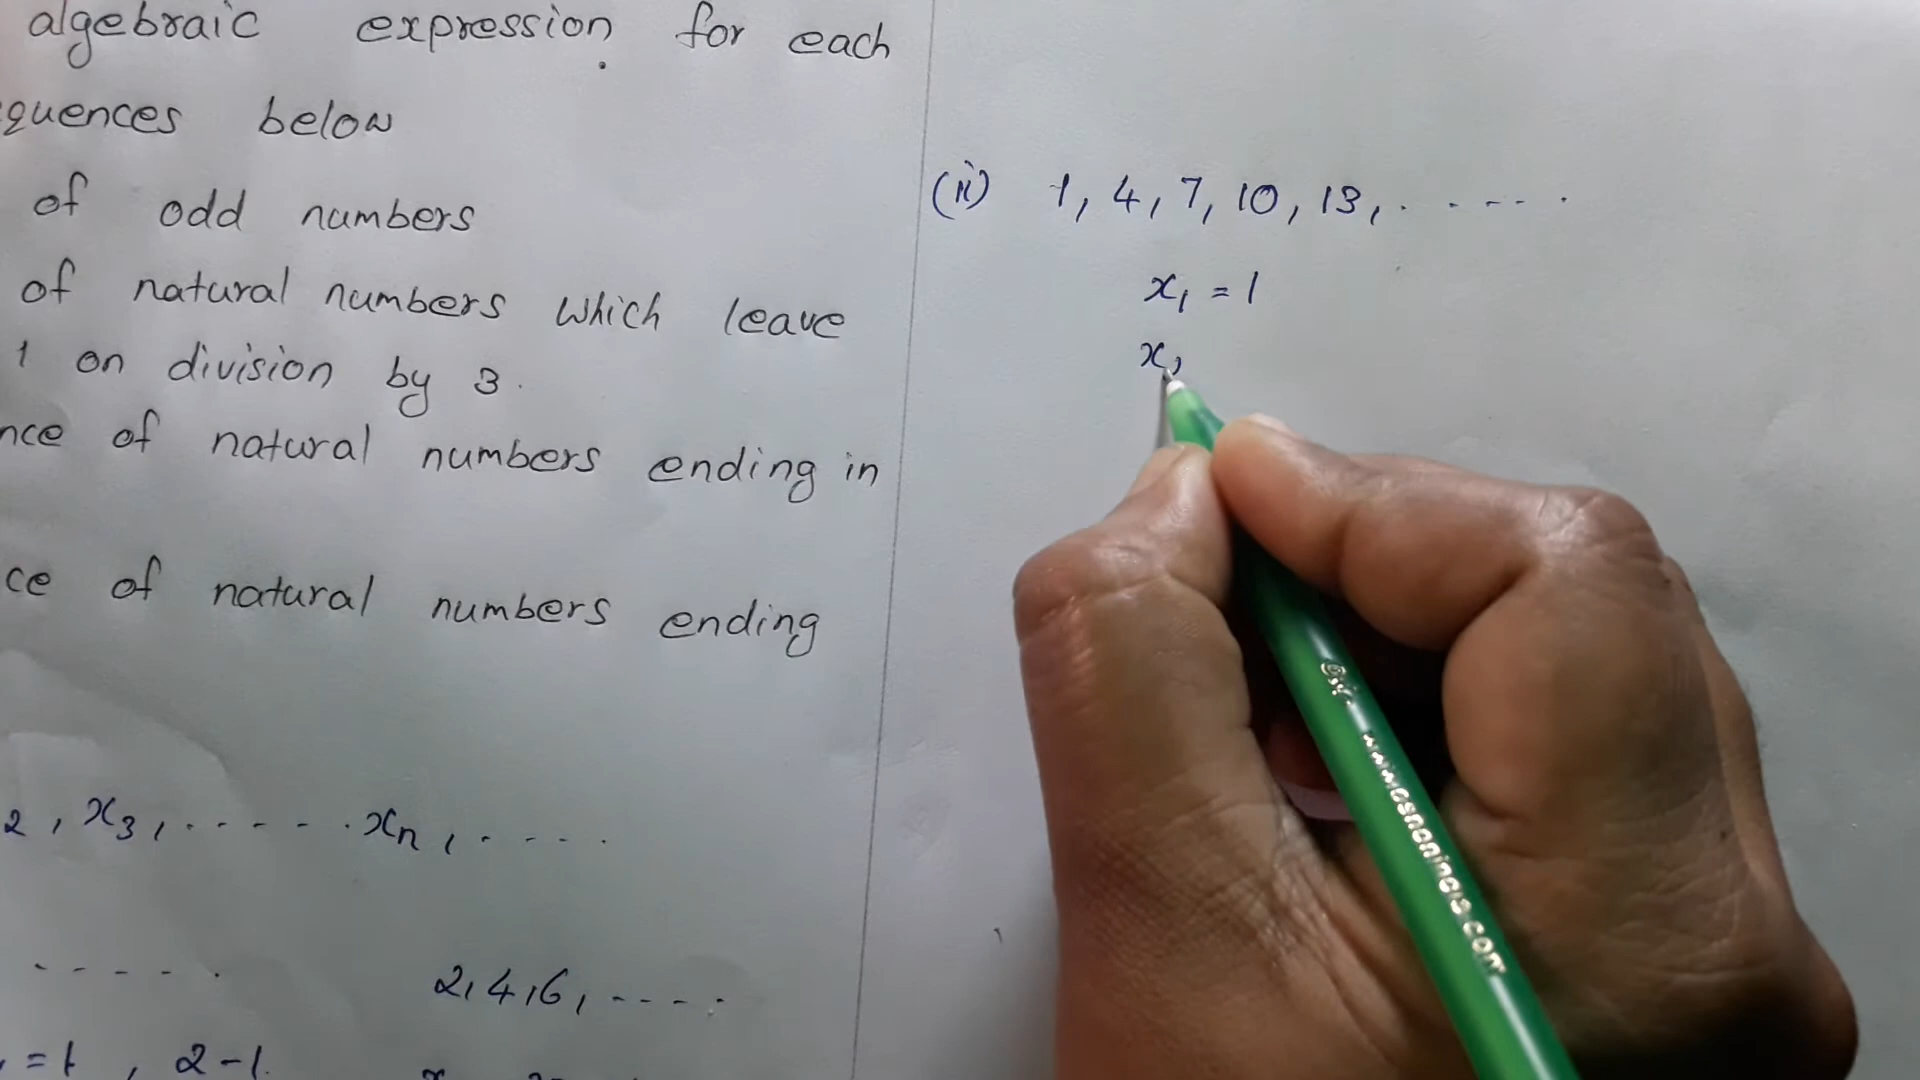 algebraic expression for each
quences below
of odd numbers
of natural numbers which leave
1 on division by 3.
nce of natural numbers ending in
ce of natural numbers ending
2, x3, ...... xn, .....
......
2, 4, 6, .....
= 1, 2-1.
(ii) 1, 4, 7, 10, 13, ......
x1 = 1
x